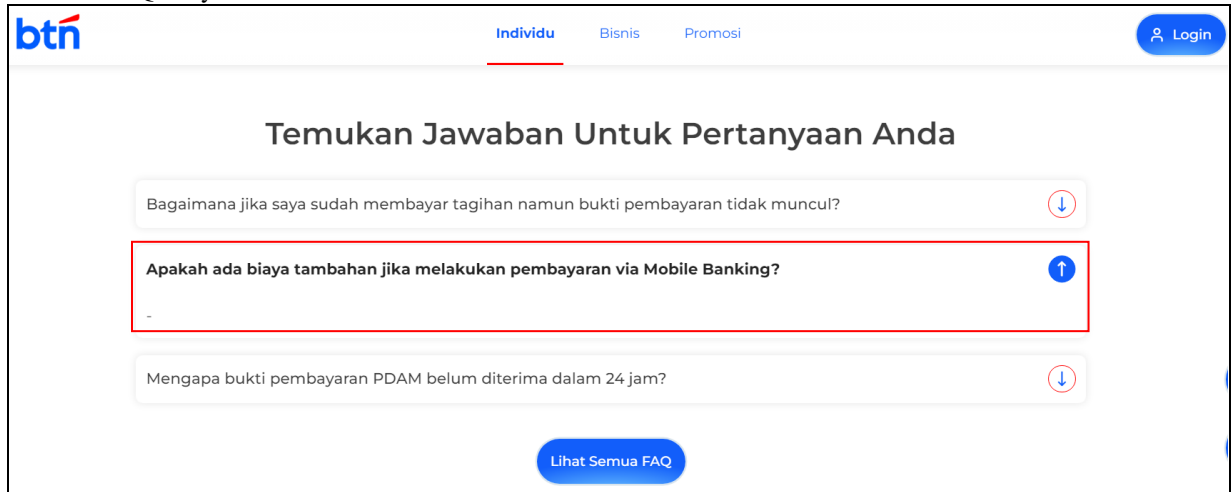 btn
Individu Bisnis Promosi
Login
Temukan Jawaban Untuk Pertanyaan Anda
Bagaimana jika saya sudah membayar tagihan namun bukti pembayaran tidak muncul?
Apakah ada biaya tambahan jika melakukan pembayaran via Mobile Banking?
-
Mengapa bukti pembayaran PDAM belum diterima dalam 24 jam?
Lihat Semua FAQ